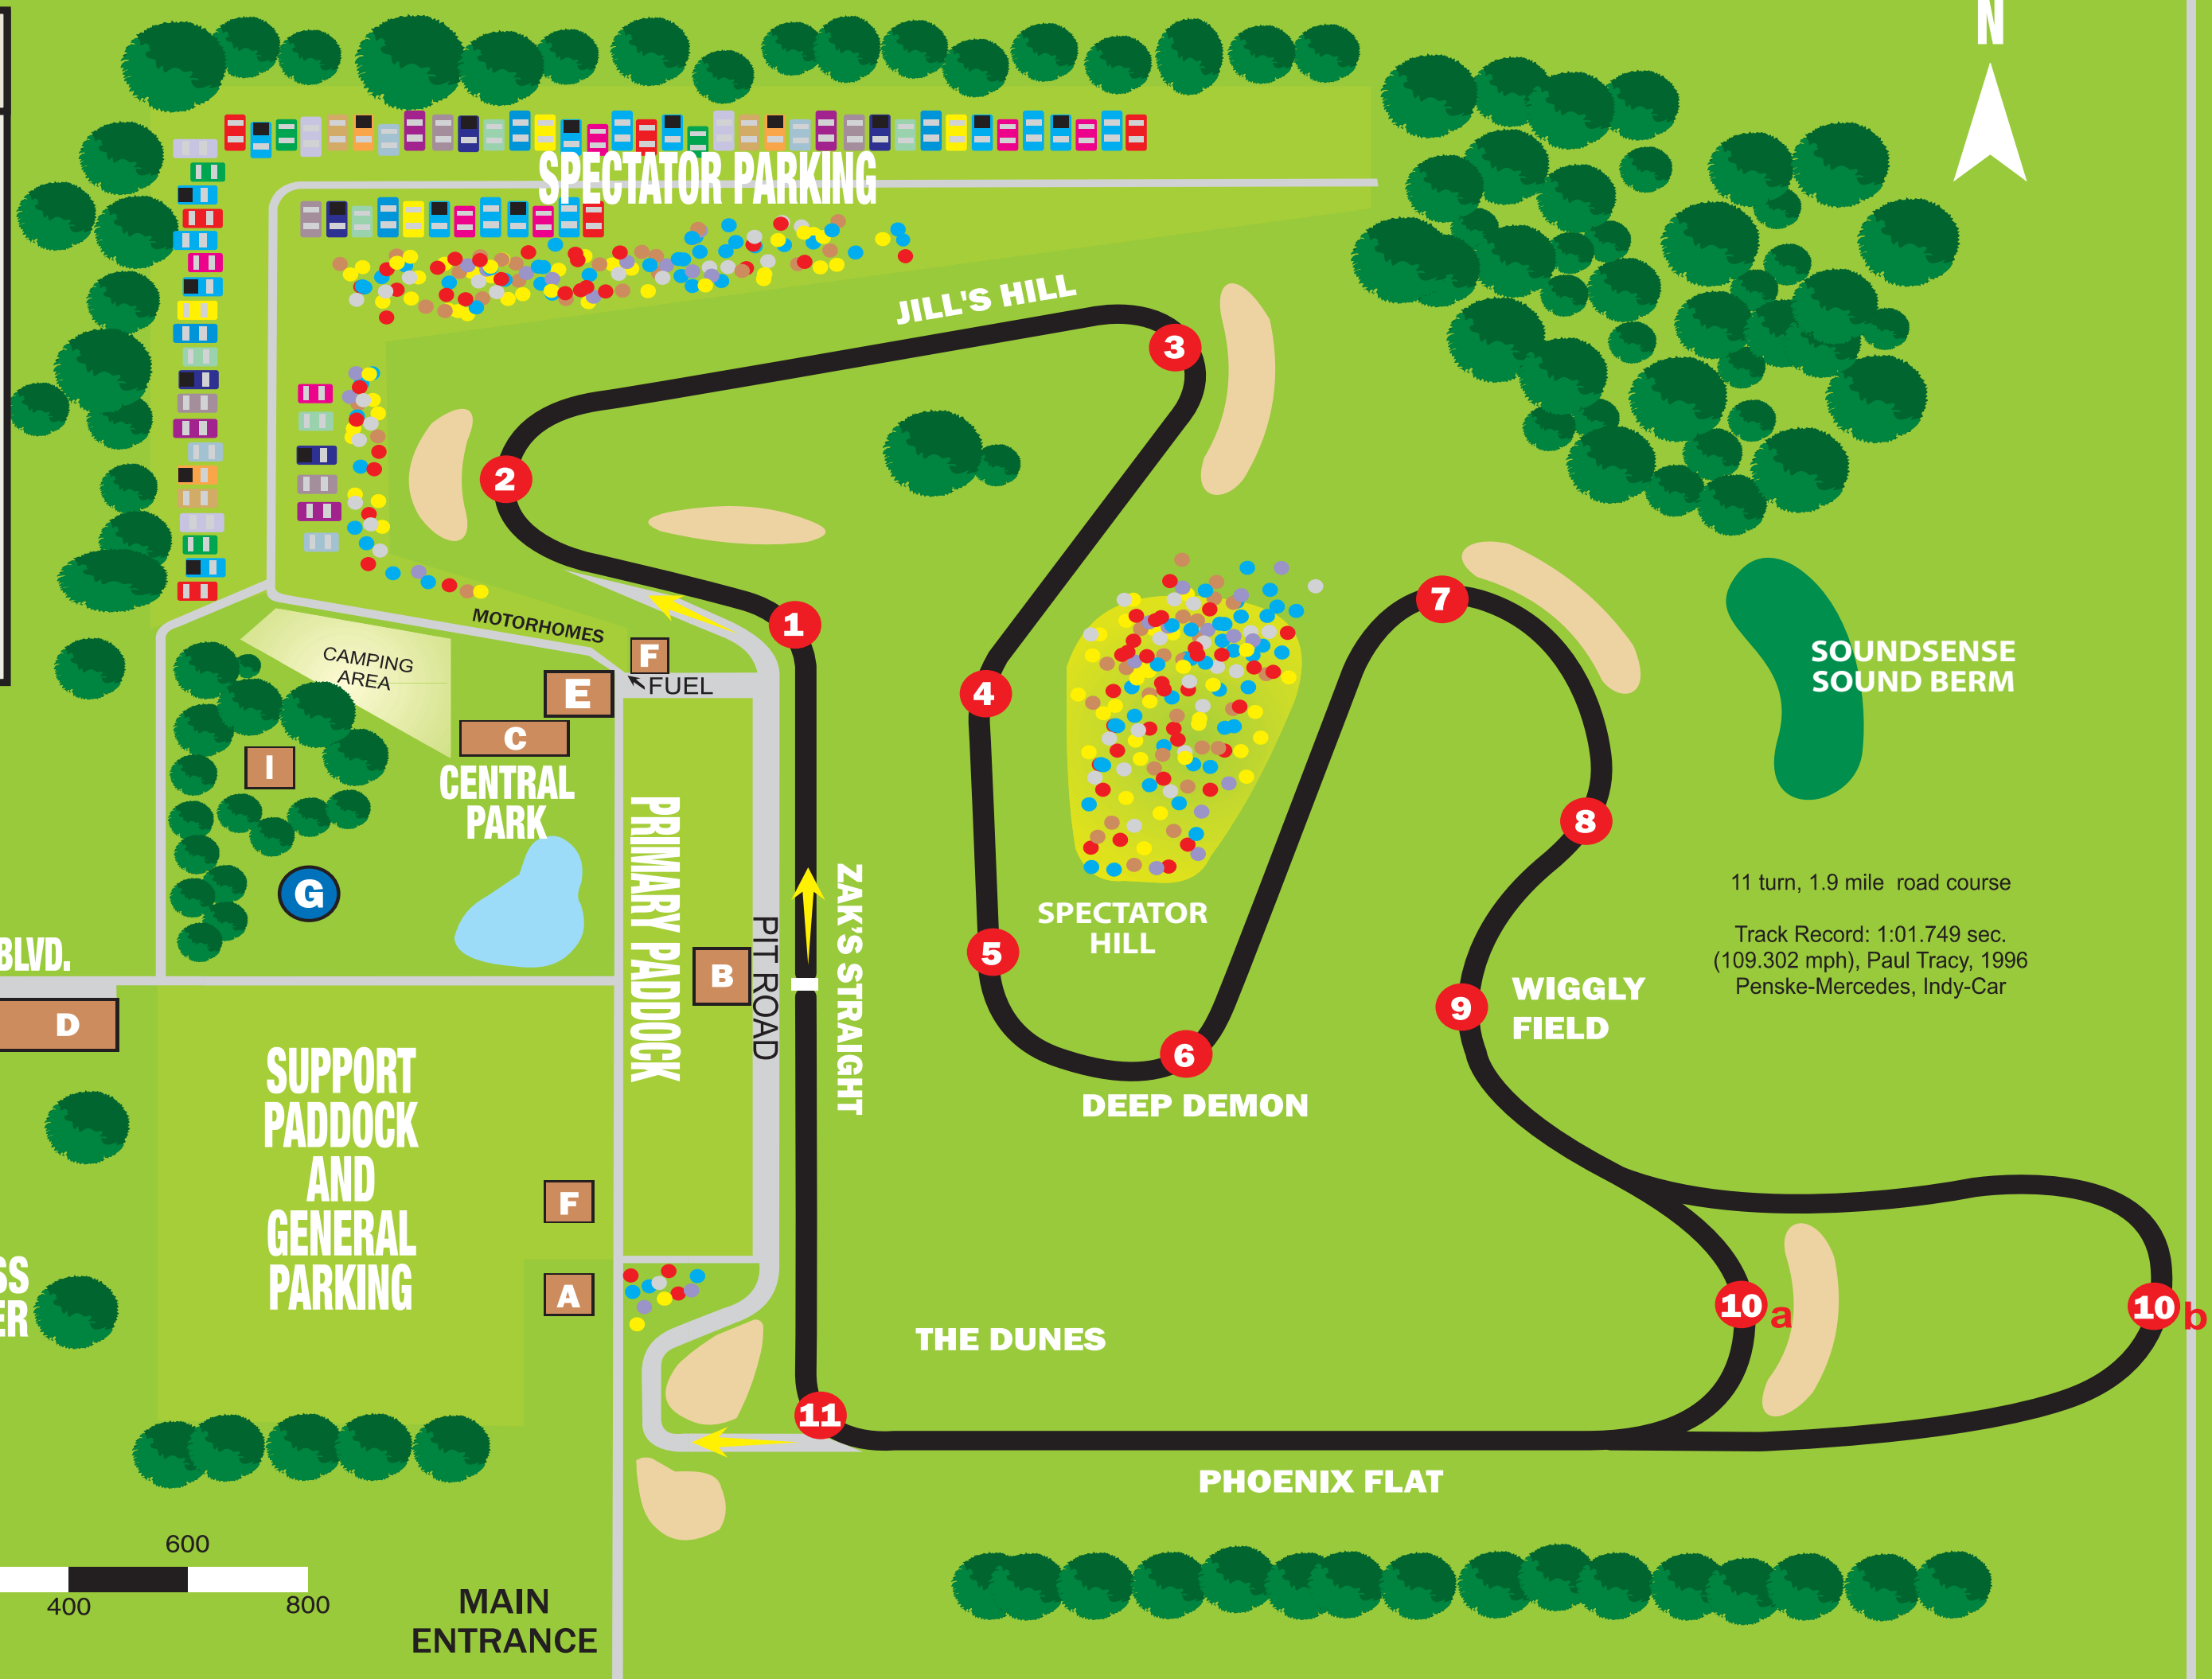 N
SPECTATOR PARKING
JILL'S HILL
3
2
MOTORHOMES
1
7
CAMPING
AREA
F
FUEL
E
4
SOUNDSENSE
SOUND BERM
C
I
CENTRAL
PARK
8
G
PRIMARY PADDOCK
ZAK'S STRAIGHT
PIT ROAD
SPECTATOR
HILL
11 turn, 1.9 mile road course
Track Record: 1:01.749 sec.
(109.302 mph), Paul Tracy, 1996
Penske-Mercedes, Indy-Car
BLVD.
B
5
9
WIGGLY
FIELD
D
6
DEEP DEMON
SUPPORT
PADDOCK
AND
GENERAL
PARKING
F
A
SS
ER
10 a
10 b
THE DUNES
11
PHOENIX FLAT
600
400
800
MAIN
ENTRANCE